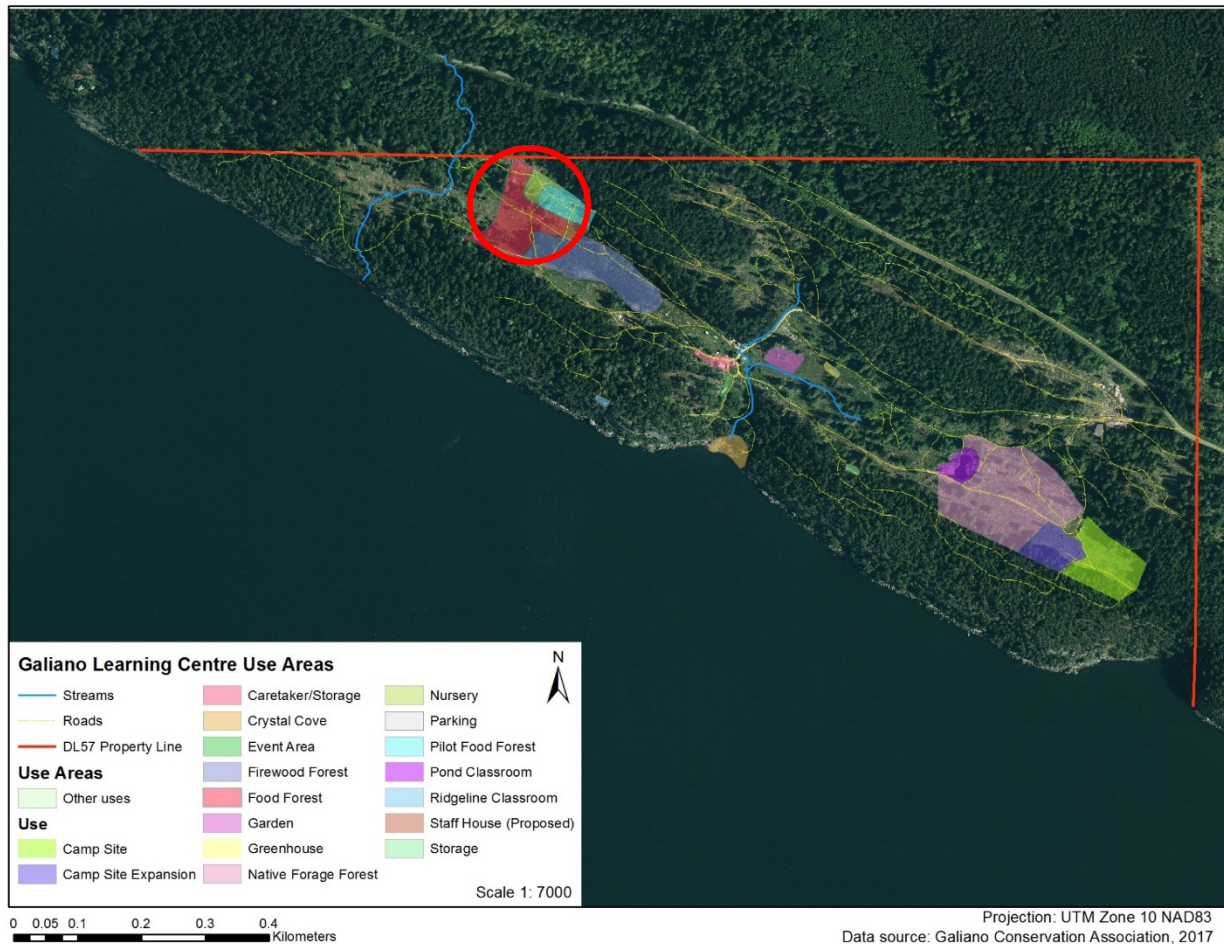 Galiano Learning Centre Use Areas
N
Streams
Roads
DL57 Property Line
Use Areas
Other uses
Use
Camp Site
Camp Site Expansion
Caretaker/Storage
Crystal Cove
Event Area
Firewood Forest
Food Forest
Garden
Greenhouse
Native Forage Forest
Nursery
Parking
Pilot Food Forest
Pond Classroom
Ridgeline Classroom
Staff House (Proposed)
Storage
Scale 1: 7000
0 0.05 0.1 0.2 0.3 0.4
Kilometers
Projection: UTM Zone 10 NAD83
Data source: Galiano Conservation Association, 2017